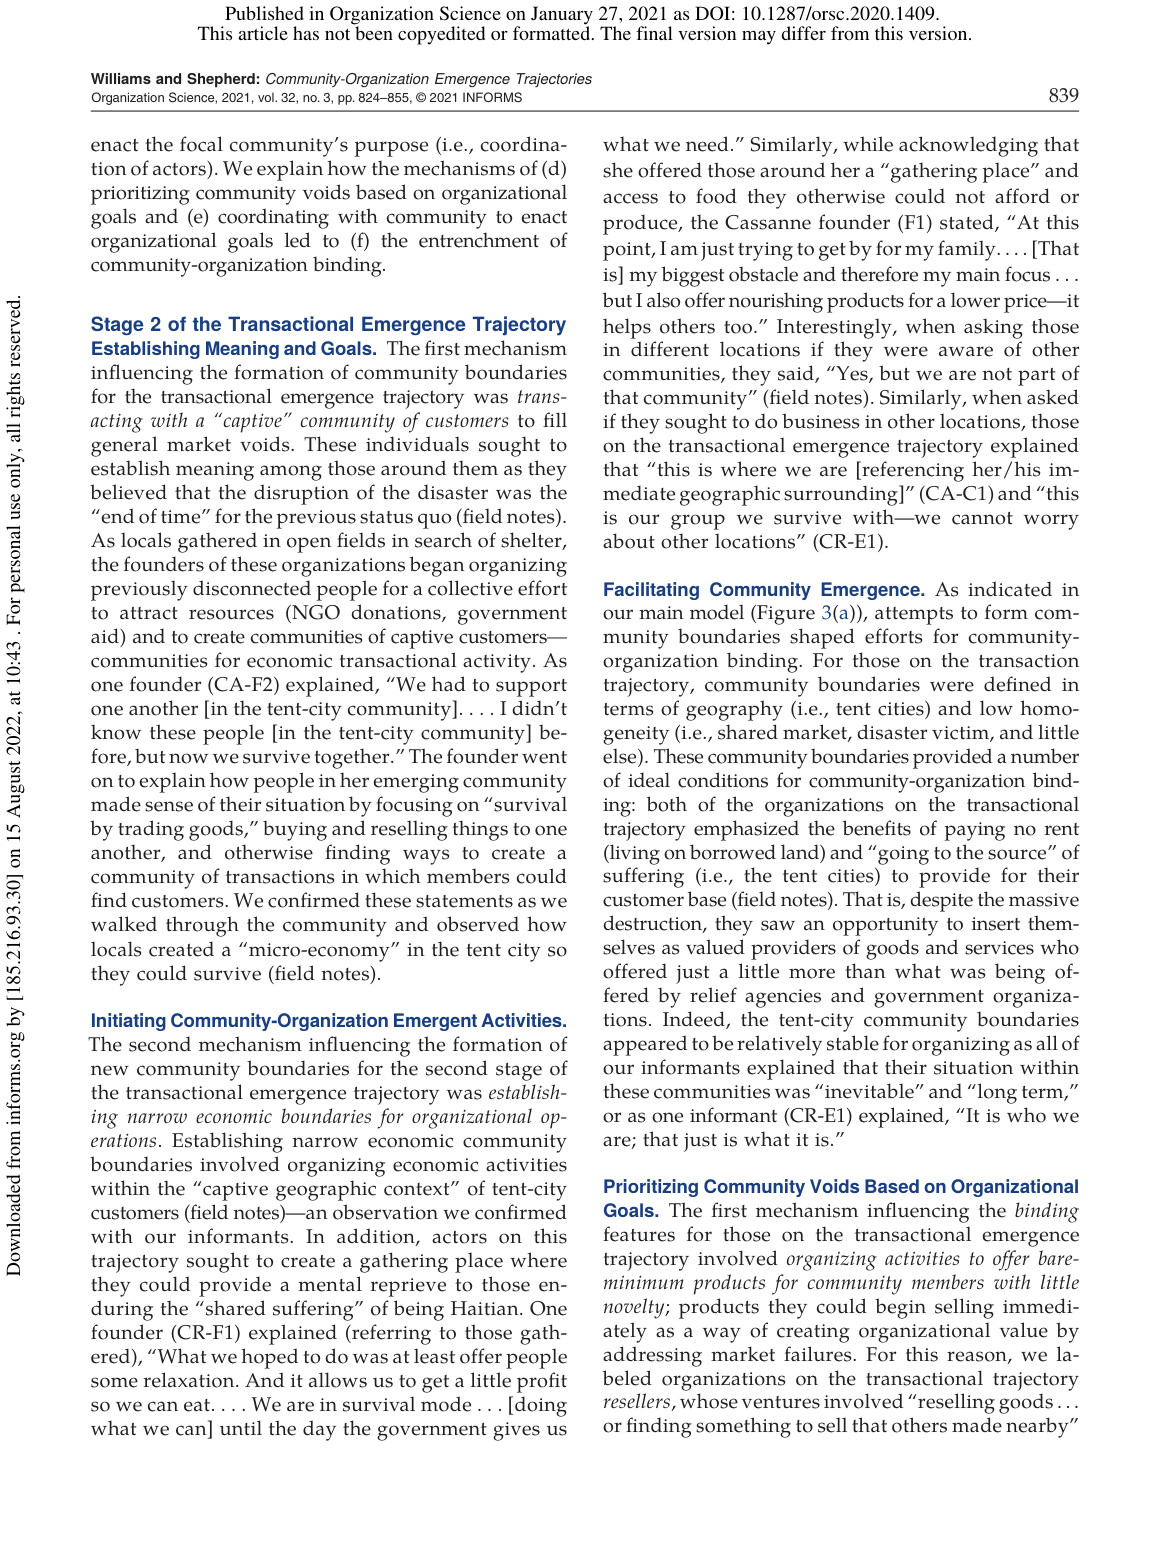 Published in Organization Science on January 27, 2021 as DOI: 10.1287/orsc.2020.1409.
This article has not been copyedited or formatted. The final version may differ from this version.
Williams and Shepherd: Community-Organization Emergence Trajectories
Organization Science, 2021, vol. 32, no. 3, pp. 824–855, © 2021 INFORMS
839
enact the focal community's purpose (i.e., coordina-
tion of actors). We explain how the mechanisms of (d)
prioritizing community voids based on organizational
goals and (e) coordinating with community to enact
organizational goals led to (f) the entrenchment of
community-organization binding.
Stage 2 of the Transactional Emergence Trajectory
Establishing Meaning and Goals. The first mechanism
influencing the formation of community boundaries
for the transactional emergence trajectory was trans-
acting with a “captive” community of customers to fill
general market voids. These individuals sought to
establish meaning among those around them as they
believed that the disruption of the disaster was the
“end of time” for the previous status quo (field notes).
As locals gathered in open fields in search of shelter,
the founders of these organizations began organizing
previously disconnected people for a collective effort
to attract resources (NGO donations, government
aid) and to create communities of captive customers—
communities for economic transactional activity. As
one founder (CA-F2) explained, “We had to support
one another [in the tent-city community]. . . . I didn’t
know these people [in the tent-city community] be-
fore, but now we survive together.” The founder went
on to explain how people in her emerging community
made sense of their situation by focusing on “survival
by trading goods,” buying and reselling things to one
another, and otherwise finding ways to create a
community of transactions in which members could
find customers. We confirmed these statements as we
walked through the community and observed how
locals created a “micro-economy” in the tent city so
they could survive (field notes).
Initiating Community-Organization Emergent Activities.
The second mechanism influencing the formation of
new community boundaries for the second stage of
the transactional emergence trajectory was establish-
ing narrow economic boundaries for organizational op-
erations. Establishing narrow economic community
boundaries involved organizing economic activities
within the “captive geographic context” of tent-city
customers (field notes)—an observation we confirmed
with our informants. In addition, actors on this
trajectory sought to create a gathering place where
they could provide a mental reprieve to those en-
during the “shared suffering” of being Haitian. One
founder (CR-F1) explained (referring to those gath-
ered), “What we hoped to do was at least offer people
some relaxation. And it allows us to get a little profit
so we can eat. . . . We are in survival mode . . . [doing
what we can] until the day the government gives us
what we need.” Similarly, while acknowledging that
she offered those around her a “gathering place” and
access to food they otherwise could not afford or
produce, the Cassanne founder (F1) stated, “At this
point, I am just trying to get by for my family. . . . [That
is] my biggest obstacle and therefore my main focus . . .
but I also offer nourishing products for a lower price—it
helps others too.” Interestingly, when asking those
in different locations if they were aware of other
communities, they said, “Yes, but we are not part of
that community” (field notes). Similarly, when asked
if they sought to do business in other locations, those
on the transactional emergence trajectory explained
that “this is where we are [referencing her/his im-
mediate geographic surrounding]” (CA-C1) and “this
is our group we survive with—we cannot worry
about other locations” (CR-E1).
Facilitating Community Emergence. As indicated in
our main model (Figure 3(a)), attempts to form com-
munity boundaries shaped efforts for community-
organization binding. For those on the transaction
trajectory, community boundaries were defined in
terms of geography (i.e., tent cities) and low homo-
geneity (i.e., shared market, disaster victim, and little
else). These community boundaries provided a number
of ideal conditions for community-organization bind-
ing: both of the organizations on the transactional
trajectory emphasized the benefits of paying no rent
(living on borrowed land) and “going to the source” of
suffering (i.e., the tent cities) to provide for their
customer base (field notes). That is, despite the massive
destruction, they saw an opportunity to insert them-
selves as valued providers of goods and services who
offered just a little more than what was being of-
fered by relief agencies and government organiza-
tions. Indeed, the tent-city community boundaries
appeared to be relatively stable for organizing as all of
our informants explained that their situation within
these communities was “inevitable” and “long term,”
or as one informant (CR-E1) explained, “It is who we
are; that just is what it is.”
Prioritizing Community Voids Based on Organizational
Goals. The first mechanism influencing the binding
features for those on the transactional emergence
trajectory involved organizing activities to offer bare-
minimum products for community members with little
novelty; products they could begin selling immedi-
ately as a way of creating organizational value by
addressing market failures. For this reason, we la-
beled organizations on the transactional trajectory
resellers, whose ventures involved “reselling goods . . .
or finding something to sell that others made nearby”
Downloaded from informs.org by [185.216.93.30] on 15 August 2022, at 10:43 . For personal use only, all rights reserved.